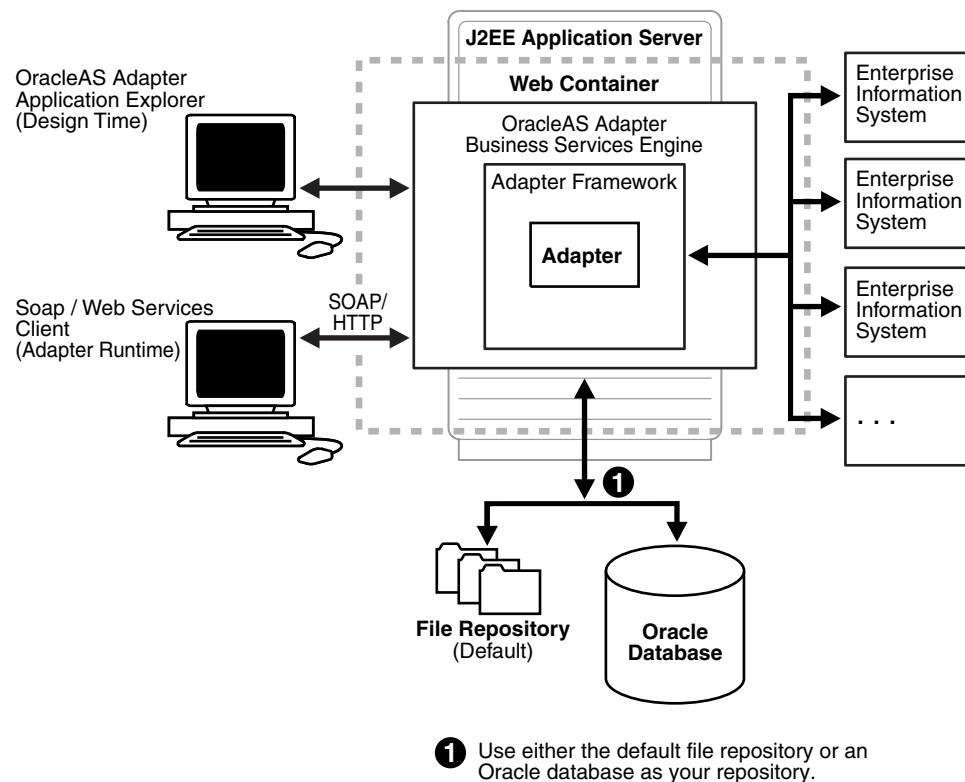 J2EE Application Server
Web Container
OracleAS Adapter
Application Explorer
(Design Time)
OracleAS Adapter
Business Services Engine
Adapter Framework
Adapter
Enterprise
Information
System
Enterprise
Information
System
Enterprise
Information
System
. . .
Soap / Web Services
Client
(Adapter Runtime)
SOAP/
HTTP
1
File Repository
(Default)
Oracle
Database
1 Use either the default file repository or an
Oracle database as your repository.